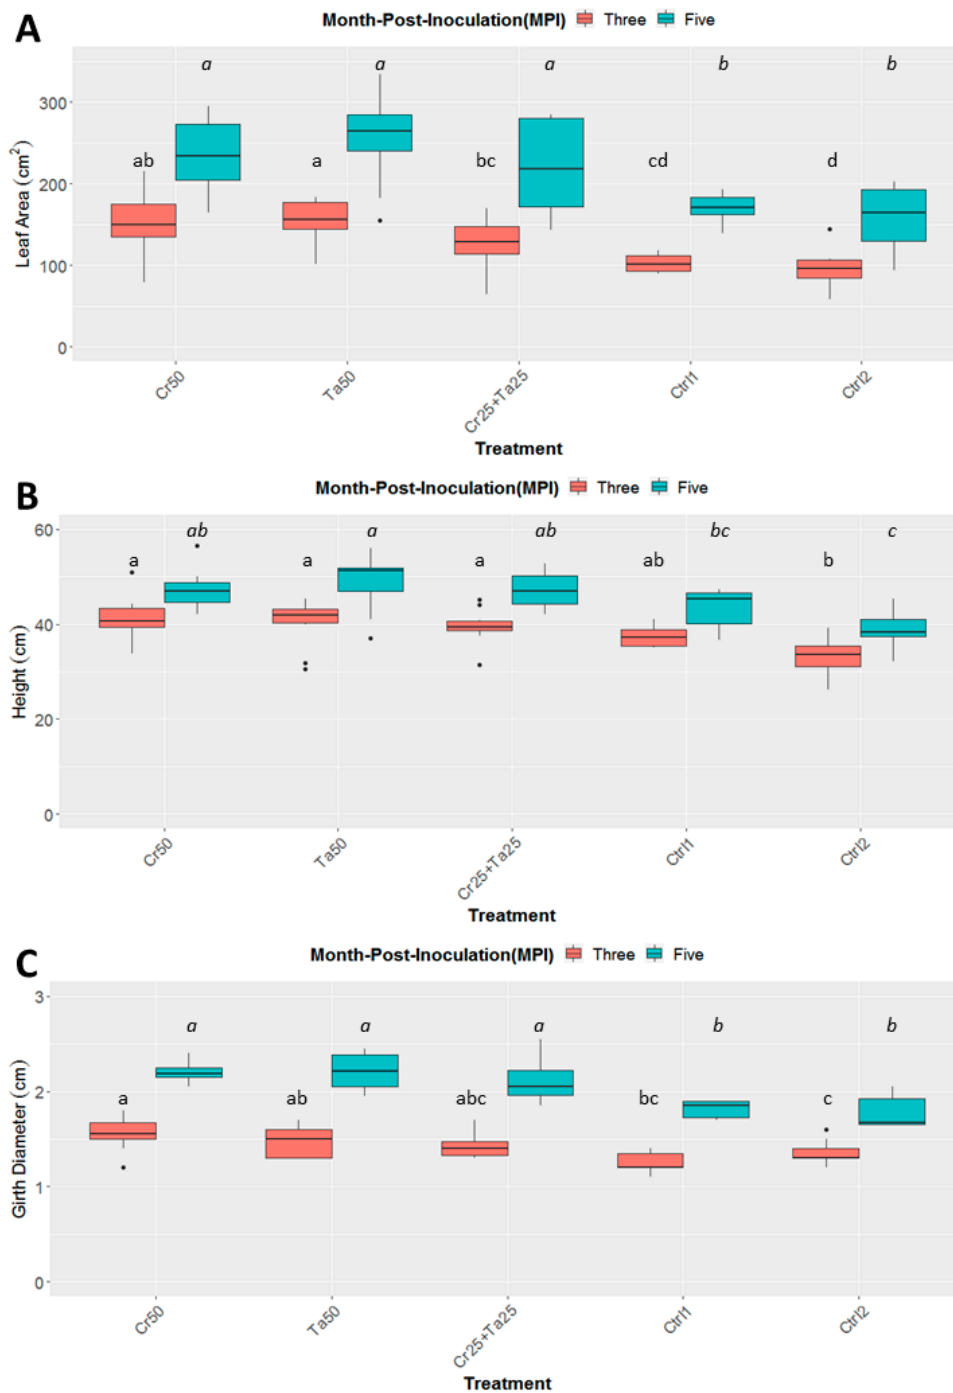 A
Month-Post-Inoculation(MPI) Three Five
a a a b b
300
ab a bc cd d
200
100
0
Leaf Area (cm²)
Cr50 Ta50 Cr25+Ta25 Ctrl1 Ctrl2
Treatment
B
Month-Post-Inoculation(MPI) Three Five
60
ab a ab bc c
a a a ab b
40
20
0
Height (cm)
Cr50 Ta50 Cr25+Ta25 Ctrl1 Ctrl2
Treatment
C
Month-Post-Inoculation(MPI) Three Five
3
a a a b b
2
a ab abc bc c
1
0
Girth Diameter (cm)
Cr50 Ta50 Cr25+Ta25 Ctrl1 Ctrl2
Treatment